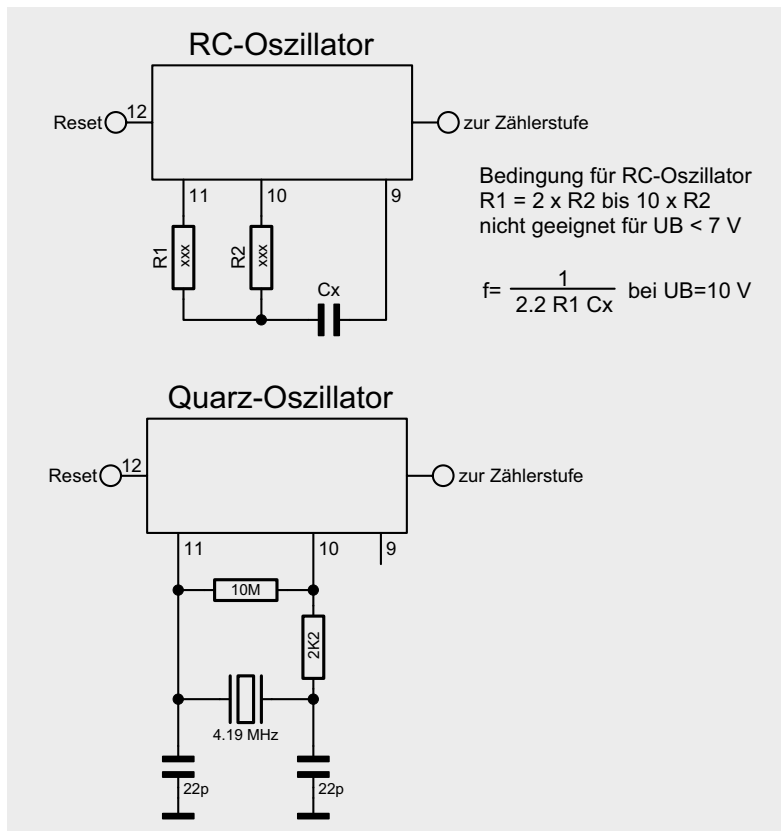 RC-Oszillator
Reset
12
zur Zählerstufe
11
10
9
R1
xxx
R2
xxx
Cx
Bedingung für RC-Oszillator
R1 = 2 x R2 bis 10 x R2
nicht geeignet für UB < 7 V
f= 1 / 2.2 R1 Cx bei UB=10 V
Quarz-Oszillator
Reset
12
zur Zählerstufe
11
10
9
10M
2K2
4.19 MHz
22p
22p